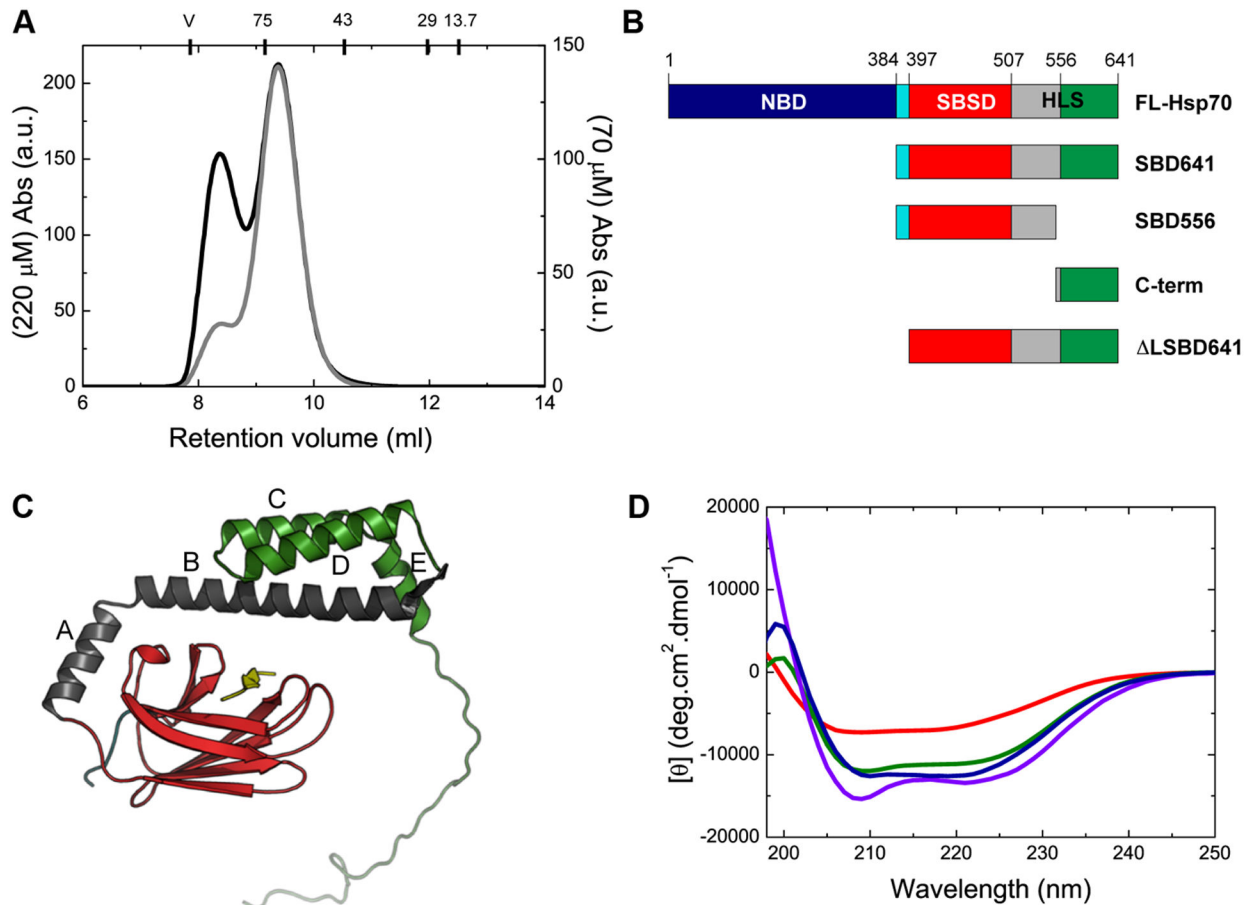 A
V 75 43 29 13.7
200
150
100
50
0
(220 μM) Abs (a.u.)
150
100
50
0
(70 μM) Abs (a.u.)
6 8 10 12 14
Retention volume (ml)
B
1 384 397 507 556 641
NBD SBSD HLS FL-Hsp70
SBD641
SBD556
C-term
ΔLSBD641
C
C
B
D
E
A
D
20000
10000
0
-10000
-20000
[θ] (deg.cm².dmol⁻¹)
200 210 220 230 240 250
Wavelength (nm)